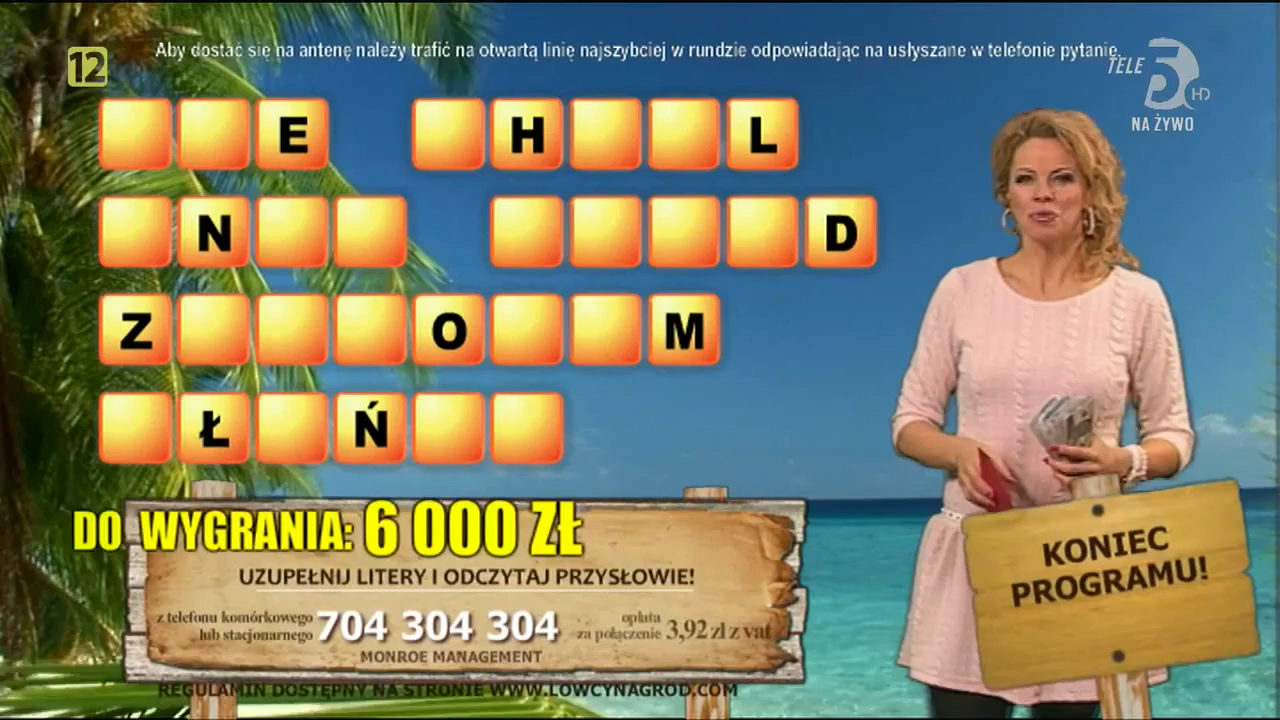 Aby dostać się na antenę należy trafić na otwartą linię najszybciej w rundzie odpowiadając na usłyszane w telefonie pytanie.
12
TELE 5 HD
NA ŻYWO
E H L
N D
Z O M
Ł Ń
DO WYGRANIA: 6 000 ZŁ
UZUPEŁNIJ LITERY I ODCZYTAJ PRZYSŁOWIE!
z telefonu komórkowego
lub stacjonarnego
704 304 304
opłata
za połączenie 3,92 zł z vat
MONROE MANAGEMENT
REGULAMIN DOSTĘPNY NA STRONIE WWW.LOWCYNAGROD.COM
KONIEC
PROGRAMU!